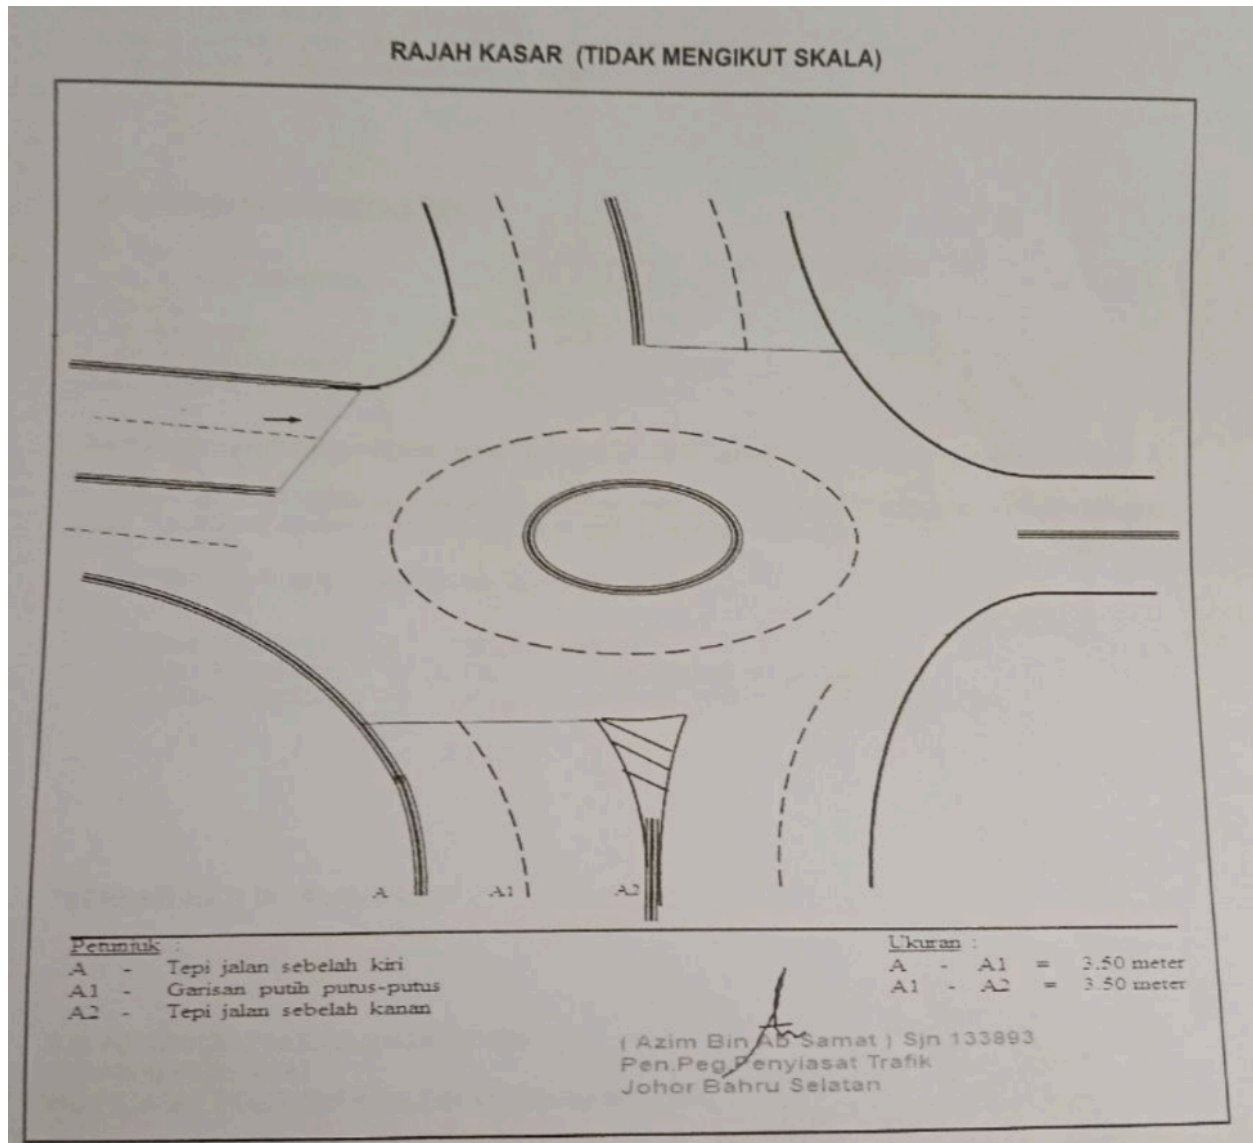 RAJAH KASAR (TIDAK MENGIKUT SKALA)
A A1 A2
Petunjuk :
A - Tepi jalan sebelah kiri
A1 - Garisan putih putus-putus
A2 - Tepi jalan sebelah kanan
Ukuran :
A - A1 = 3.50 meter
A1 - A2 = 3.50 meter
( Azim Bin Ab Samat ) Sjn 133893
Pen.Peg Penyiasat Trafik
Johor Bahru Selatan